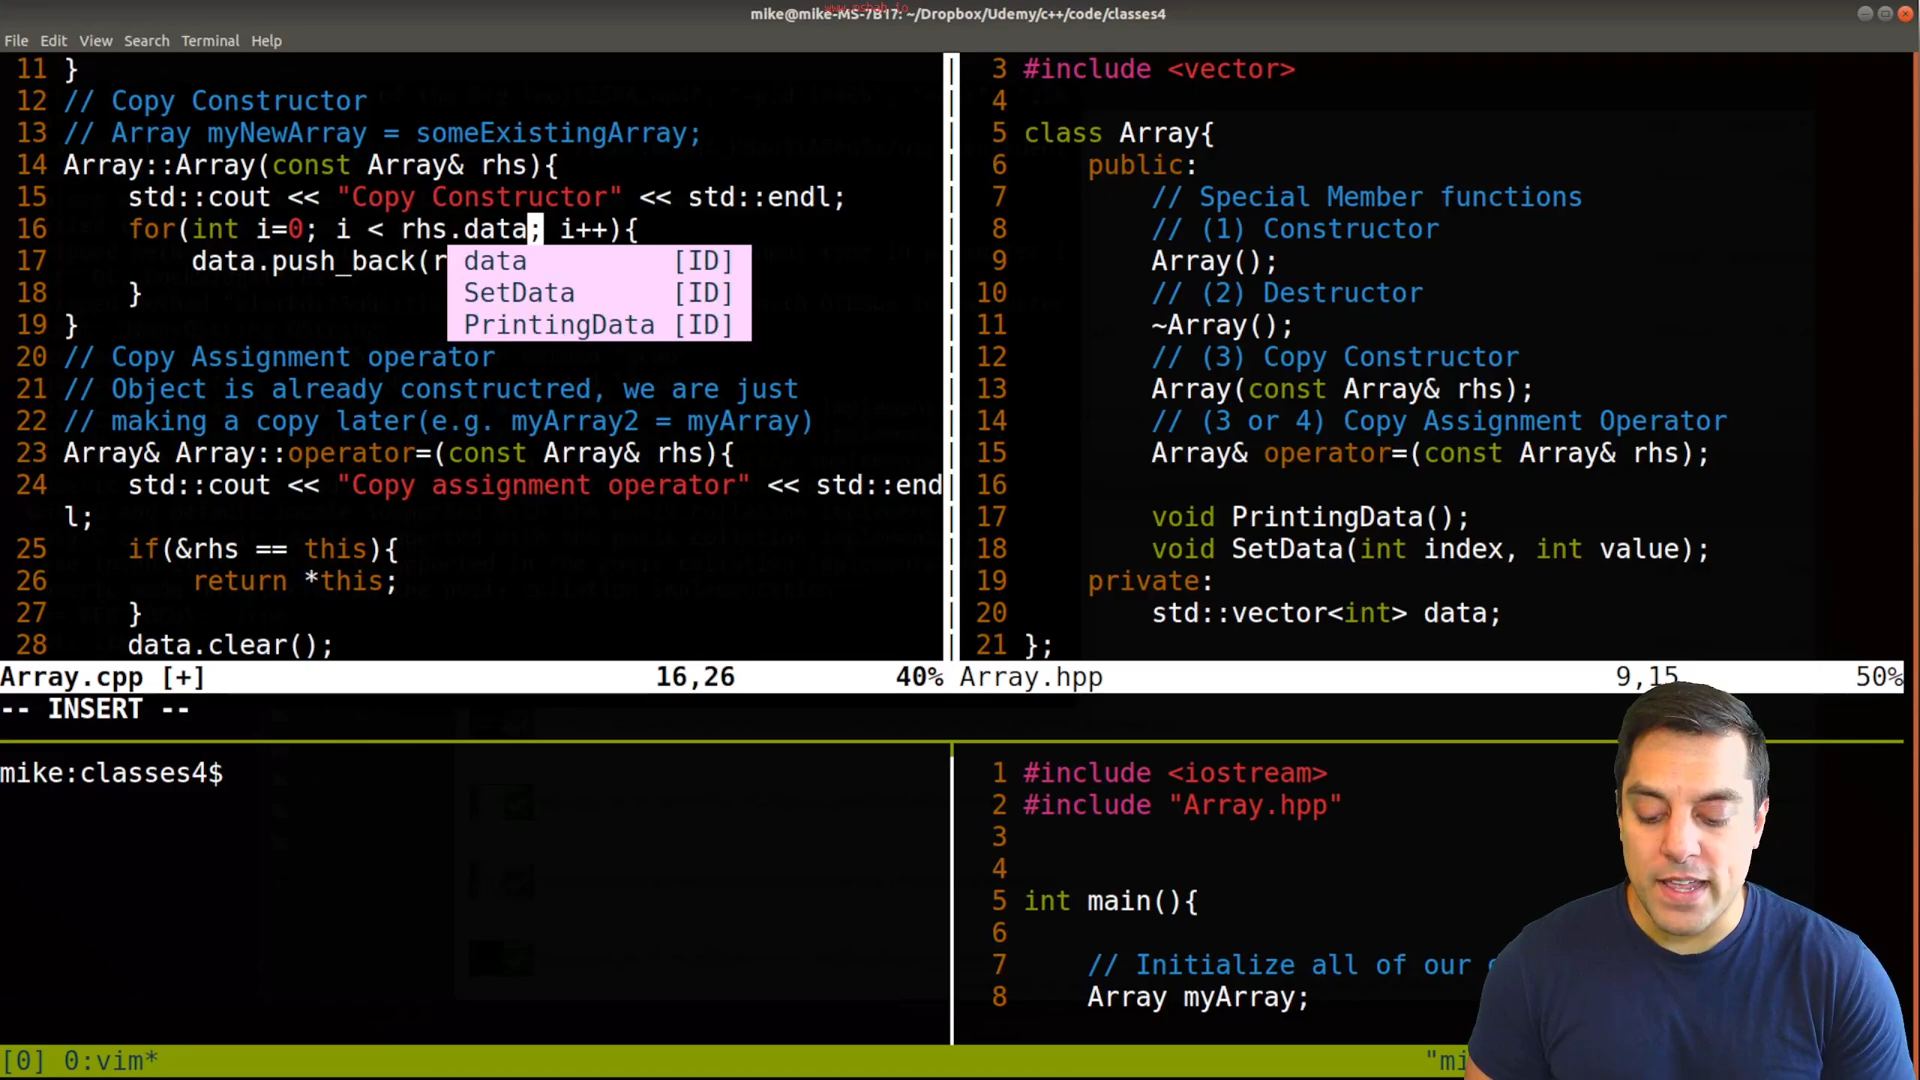 www.mshah.io
mike@mike-MS-7B17: ~/Dropbox/Udemy/c++/code/classes4
File Edit View Search Terminal Help
11 }
12 // Copy Constructor
13 // Array myNewArray = someExistingArray;
14 Array::Array(const Array& rhs){
15 std::cout << "Copy Constructor" << std::endl;
16 for(int i=0; i < rhs.data; i++){
17 data.push_back(r
data [ID]
SetData [ID]
PrintingData [ID]
18 }
19 }
20 // Copy Assignment operator
21 // Object is already constructred, we are just
22 // making a copy later(e.g. myArray2 = myArray)
23 Array& Array::operator=(const Array& rhs){
24 std::cout << "Copy assignment operator" << std::end
l;
25 if(&rhs == this){
26 return *this;
27 }
28 data.clear();
Array.cpp [+] 16,26 40%
-- INSERT --
3 #include <vector>
4
5 class Array{
6 public:
7 // Special Member functions
8 // (1) Constructor
9 Array();
10 // (2) Destructor
11 ~Array();
12 // (3) Copy Constructor
13 Array(const Array& rhs);
14 // (3 or 4) Copy Assignment Operator
15 Array& operator=(const Array& rhs);
16
17 void PrintingData();
18 void SetData(int index, int value);
19 private:
20 std::vector<int> data;
21 };
Array.hpp 9,15 50%
mike:classes4$
1 #include <iostream>
2 #include "Array.hpp"
3
4
5 int main(){
6
7 // Initialize all of our
8 Array myArray;
[0] 0:vim* "mi